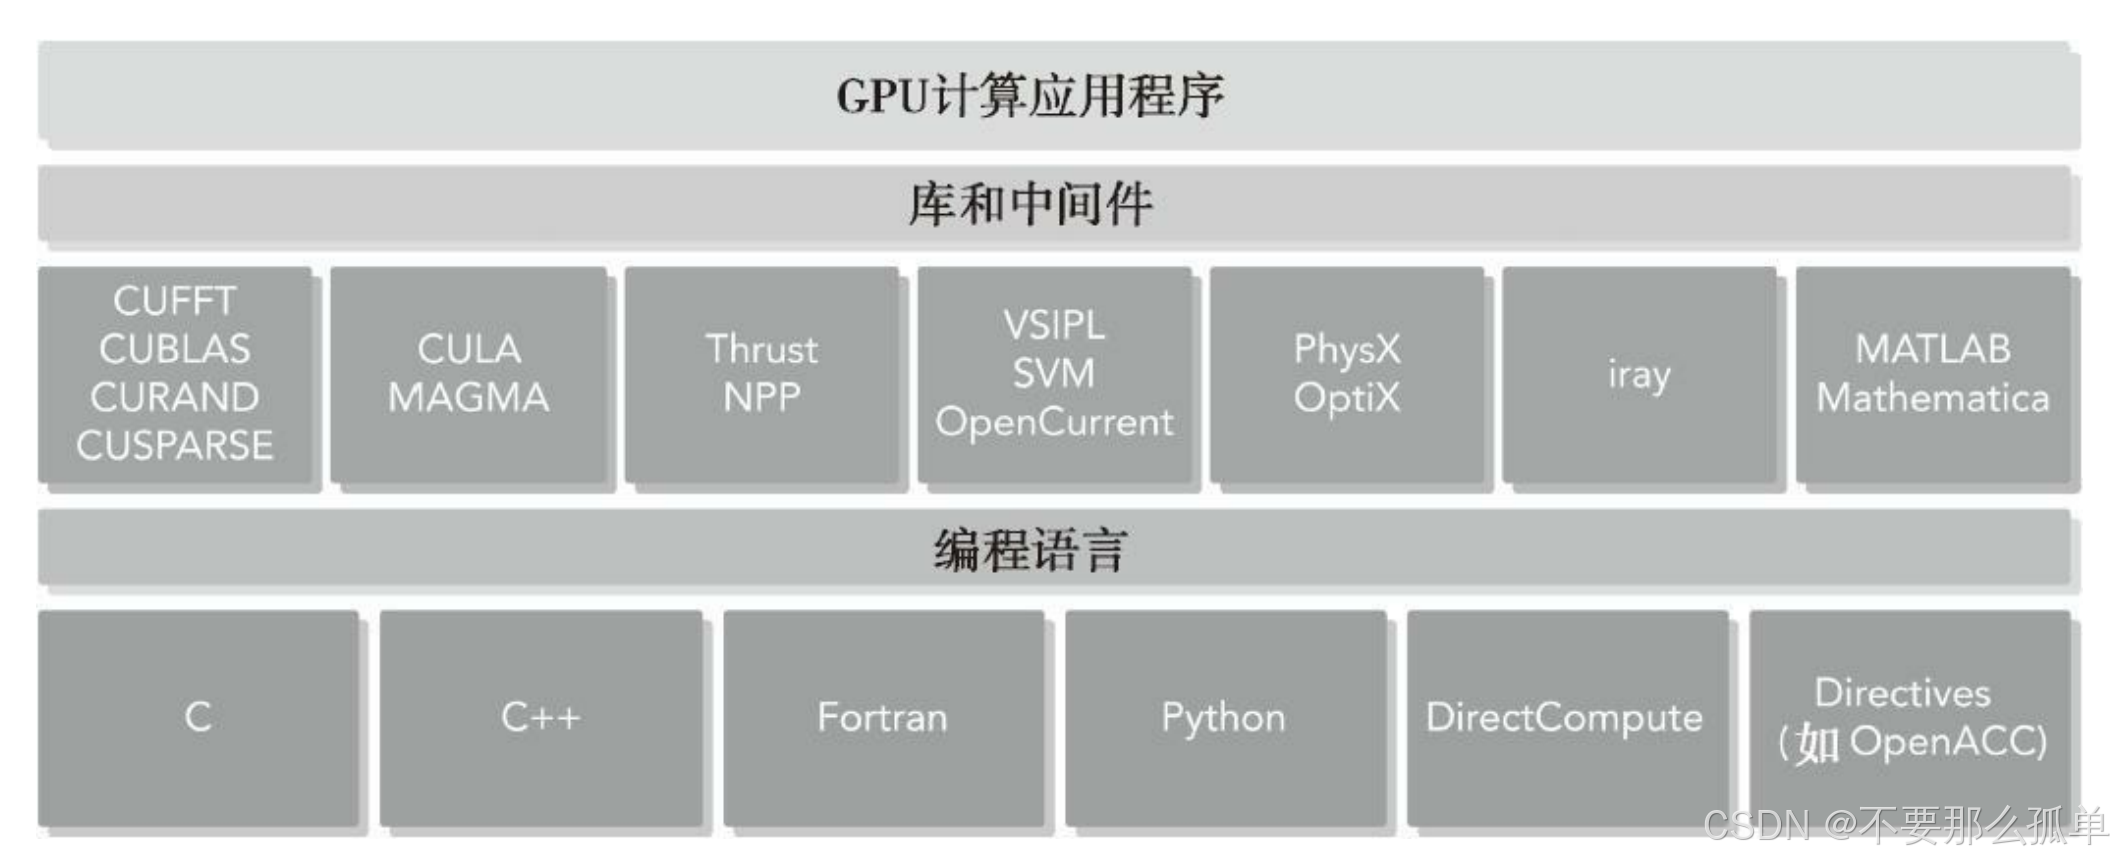 GPU计算应用程序
库和中间件
CUFFT
CUBLAS
CURAND
CUSPARSE
CULA
MAGMA
Thrust
NPP
VSIPL
SVM
OpenCurrent
PhysX
OptiX
iray
MATLAB
Mathematica
编程语言
C
C++
Fortran
Python
DirectCompute
Directives
(如 OpenACC)
CSDN @不要那么孤单